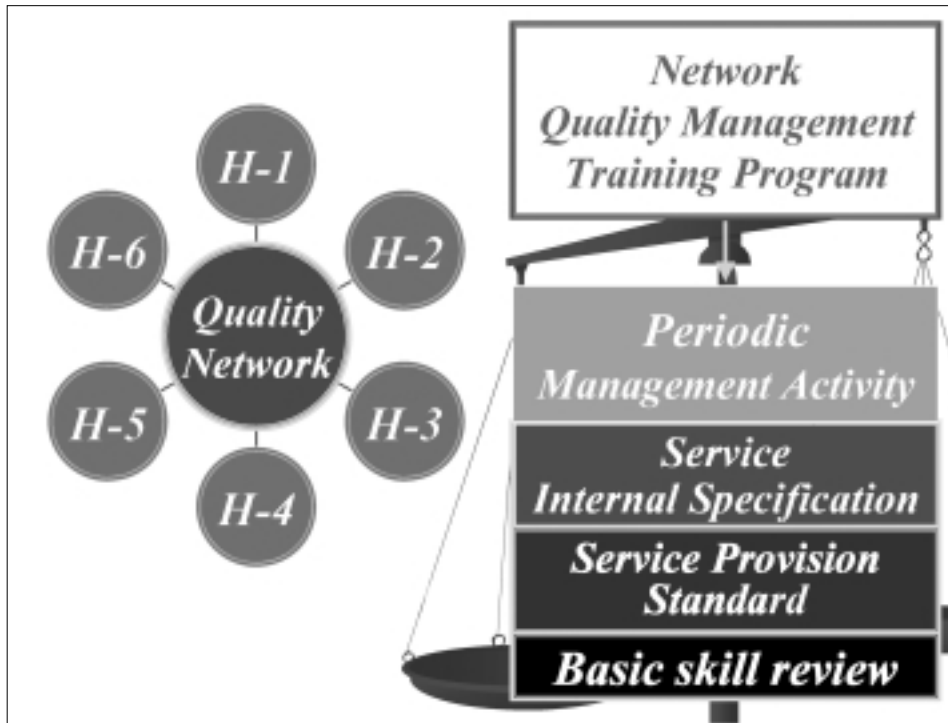 H-1
H-2
H-3
H-4
H-5
H-6
Quality
Network
Network
Quality Management
Training Program
Periodic
Management Activity
Service
Internal Specification
Service Provision
Standard
Basic skill review